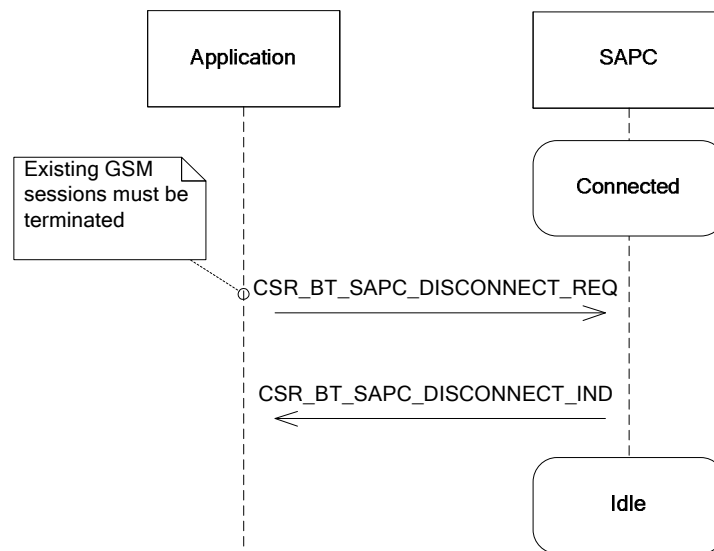 Application
SAPC
Existing GSM
sessions must be
terminated
Connected
CSR_BT_SAPC_DISCONNECT_REQ
CSR_BT_SAPC_DISCONNECT_IND
Idle